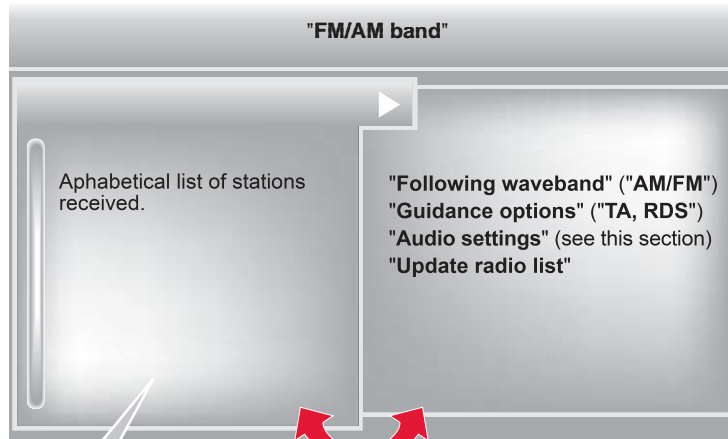 "FM/AM band"
Aphabetical list of stations
received.
"Following waveband" ("AM/FM")
"Guidance options" ("TA, RDS")
"Audio settings" (see this section)
"Update radio list"